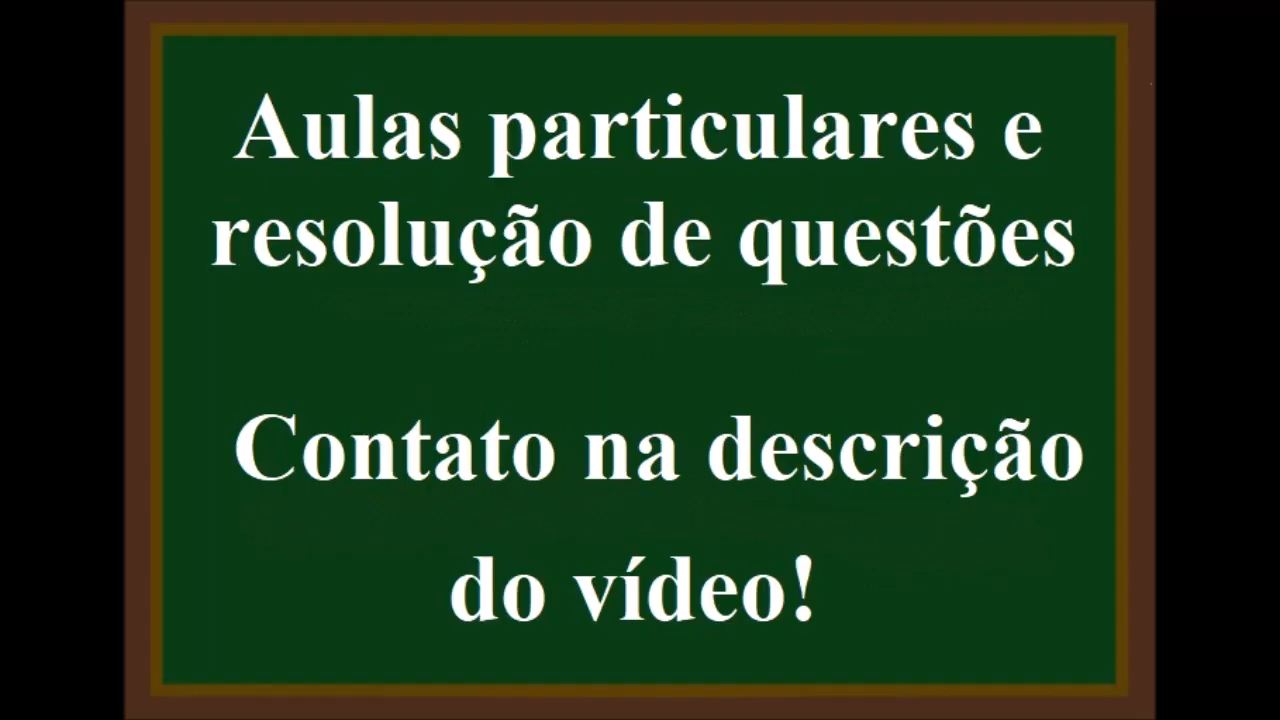 Aulas particulares e
resolução de questões
Contato na descrição
do vídeo!